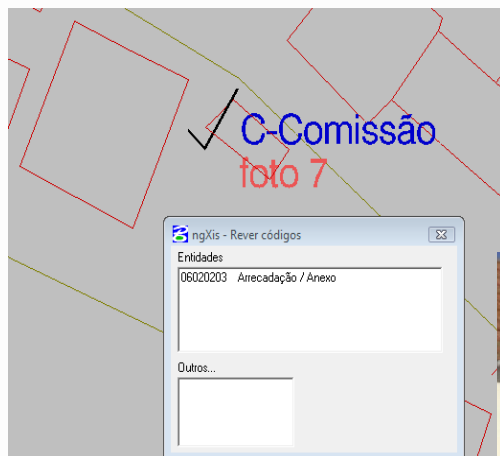 C-Comissão
foto 7
ngXis - Rever códigos
Entidades
06020203 Arrecadação / Anexo
Outros...